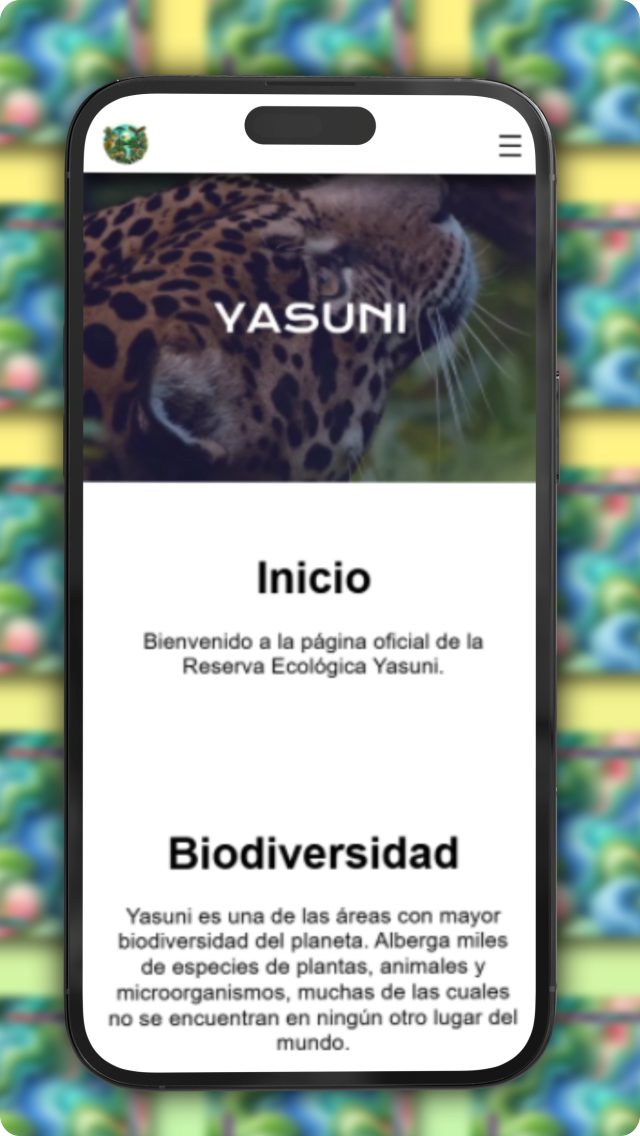 YASUNI
Inicio
Bienvenido a la página oficial de la
Reserva Ecológica Yasuni.
Biodiversidad
Yasuni es una de las áreas con mayor
biodiversidad del planeta. Alberga miles
de especies de plantas, animales y
microorganismos, muchas de las cuales
no se encuentran en ningún otro lugar del
mundo.